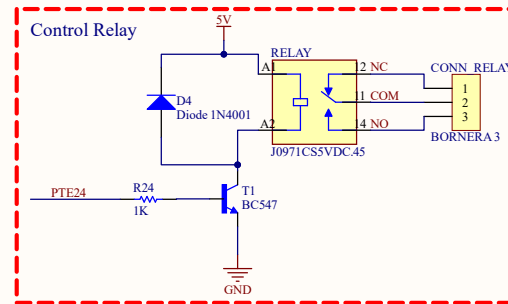 Control Relay
5V
RELAY
A1
12 NC
CONN_RELAY
D4
Diode 1N4001
11 COM
1
2
3
A2
14 NO
BORNERA 3
J0971CS5VDC.45
PTE24
R24
1K
T1
BC547
GND